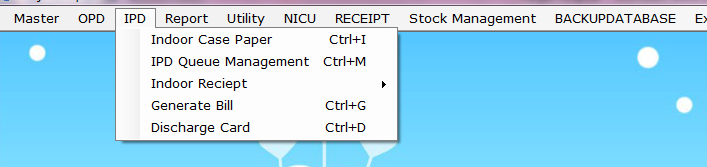 Master OPD IPD Report Utility NICU RECEIPT Stock Management BACKUPDATABASE
Indoor Case Paper Ctrl+I
IPD Queue Management Ctrl+M
Indoor Reciept
Generate Bill Ctrl+G
Discharge Card Ctrl+D